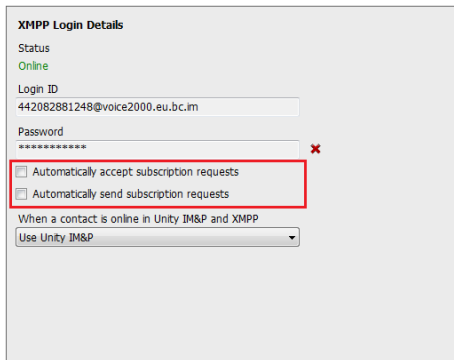 XMPP Login Details
Status
Online
Login ID
442082881248@voice2000.eu.bc.im
Password
***********
Automatically accept subscription requests
Automatically send subscription requests
When a contact is online in Unity IM&P and XMPP
Use Unity IM&P